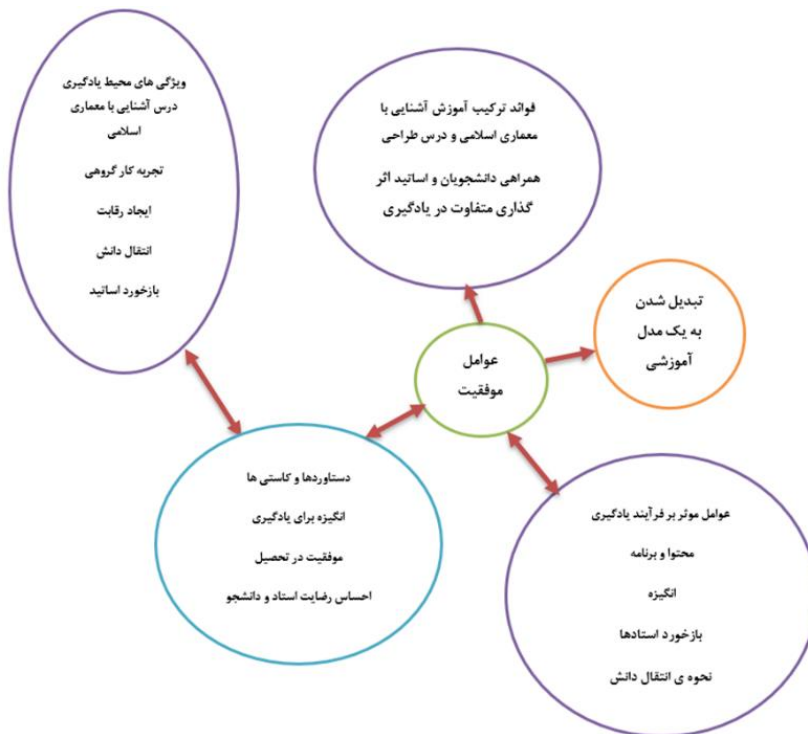 ویژگی های محیط یادگیری
درس آشنایی با معماری
اسلامی
تجربه کار گروهی
ایجاد رقابت
انتقال دانش
بازخورد اساتید
فوائد ترکیب آموزش آشنایی با
معماری اسلامی و درس طراحی
همراهی دانشجویان و اساتید اثر
گذاری متفاوت در یادگیری
تبدیل شدن
به یک مدل
آموزشی
عوامل
موفقیت
دستاوردها و کاستی ها
انگیزه برای یادگیری
موفقیت در تحصیل
احساس رضایت استاد و دانشجو
عوامل موثر بر فرآیند یادگیری
محتوا و برنامه
انگیزه
بازخورد استادها
نحوه ی انتقال دانش